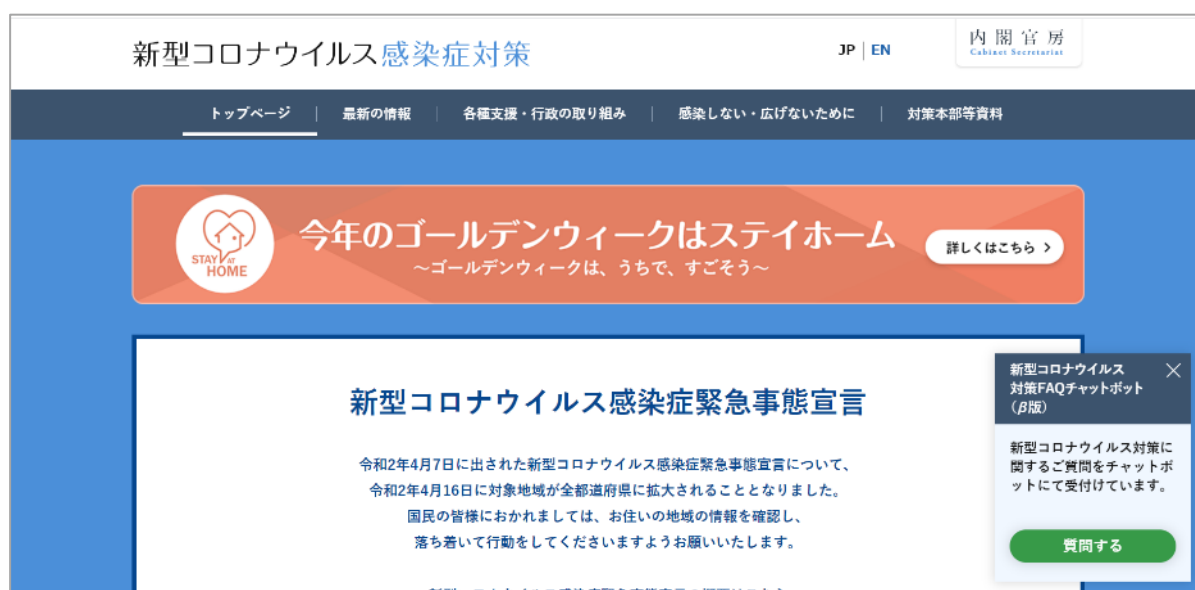 新型コロナウイルス感染症対策
JP | EN
内閣官房
Cabinet Secretariat
トップページ
最新の情報
各種支援・行政の取り組み
感染しない・広げないために
対策本部等資料
STAY AT
HOME
今年のゴールデンウィークはステイホーム
～ゴールデンウィークは、うちで、すごそう～
詳しくはこちら
新型コロナウイルス感染症緊急事態宣言
令和2年4月7日に出された新型コロナウイルス感染症緊急事態宣言について、
令和2年4月16日に対象地域が全都道府県に拡大されることとなりました。
国民の皆様におかれましては、お住いの地域の情報を確認し、
落ち着いて行動をしてくださいますようお願いいたします。
新型コロナウイルス
対策FAQチャットボット
（β版）
新型コロナウイルス対策に
関するご質問をチャットボ
ットにて受付けています。
質問する